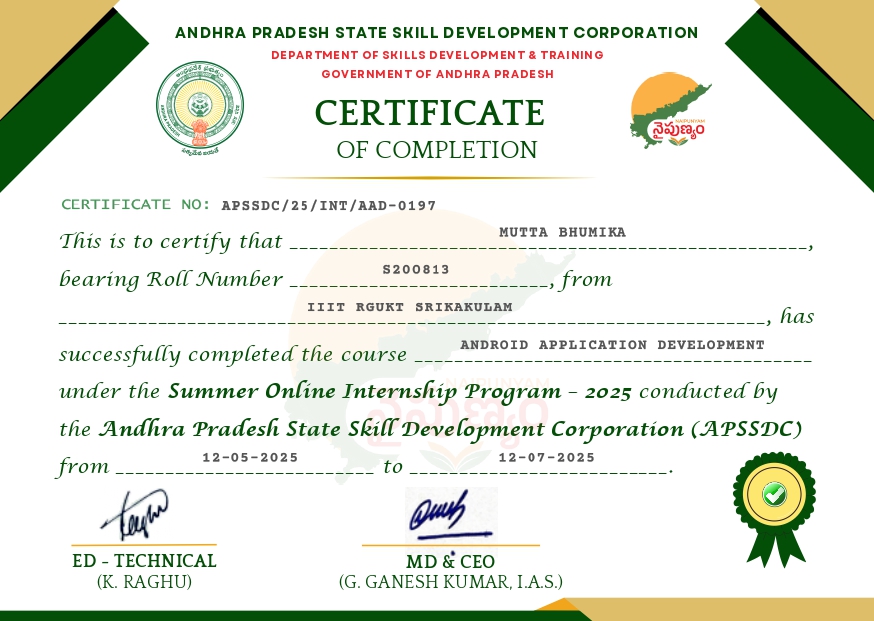 ANDHRA PRADESH STATE SKILL DEVELOPMENT CORPORATION
DEPARTMENT OF SKILLS DEVELOPMENT & TRAINING
GOVERNMENT OF ANDHRA PRADESH
CERTIFICATE
OF COMPLETION
NAIPUNYAM
నైపుణ్యం
CERTIFICATE NO: APSSDC/25/INT/AAD-0197
This is to certify that MUTTA BHUMIKA,
bearing Roll Number S200813, from
IIIT RGUKT SRIKAKULAM, has
successfully completed the course ANDROID APPLICATION DEVELOPMENT
under the Summer Online Internship Program – 2025 conducted by
the Andhra Pradesh State Skill Development Corporation (APSSDC)
from 12-05-2025 to 12-07-2025.
ED – TECHNICAL
(K. RAGHU)
MD & CEO
(G. GANESH KUMAR, I.A.S.)